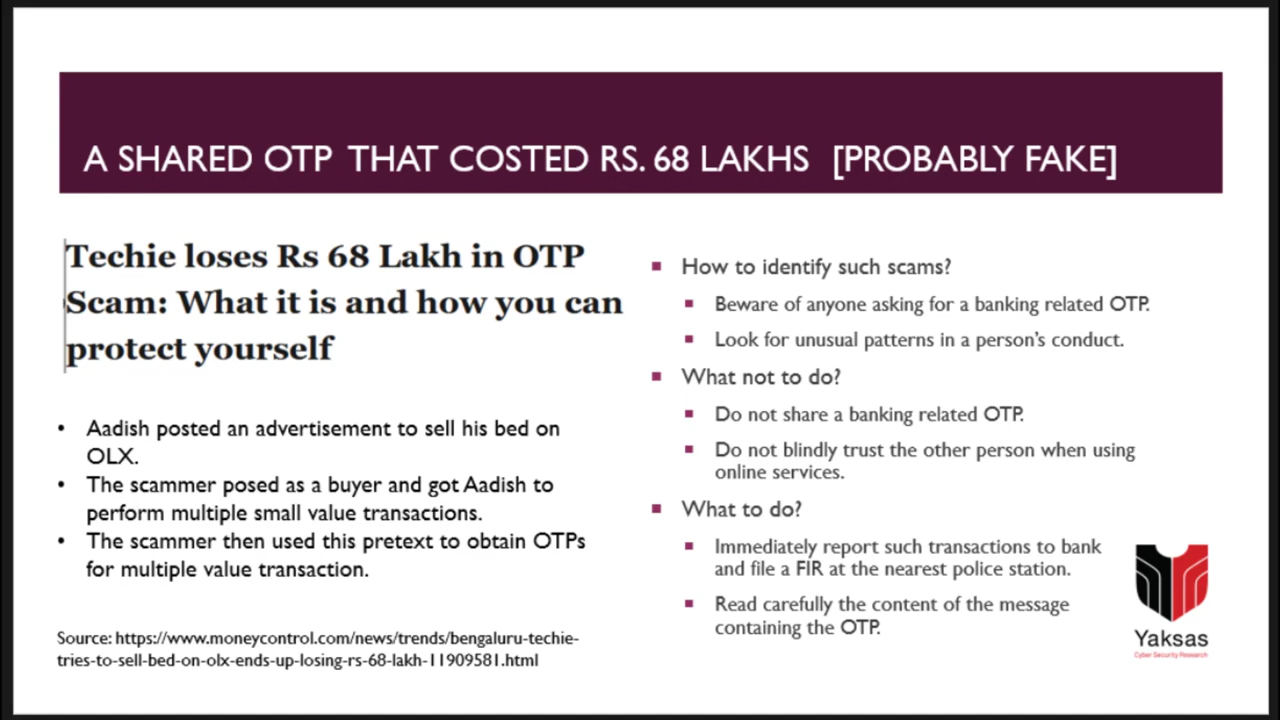 A SHARED OTP THAT COSTED RS. 68 LAKHS [PROBABLY FAKE]
Techie loses Rs 68 Lakh in OTP
Scam: What it is and how you can
protect yourself
• Aadish posted an advertisement to sell his bed on
OLX.
• The scammer posed as a buyer and got Aadish to
perform multiple small value transactions.
• The scammer then used this pretext to obtain OTPs
for multiple value transaction.
Source: https://www.moneycontrol.com/news/trends/bengaluru-techie-
tries-to-sell-bed-on-olx-ends-up-losing-rs-68-lakh-11909581.html
▪ How to identify such scams?
▪ Beware of anyone asking for a banking related OTP.
▪ Look for unusual patterns in a person's conduct.
▪ What not to do?
▪ Do not share a banking related OTP.
▪ Do not blindly trust the other person when using
online services.
▪ What to do?
▪ Immediately report such transactions to bank
and file a FIR at the nearest police station.
▪ Read carefully the content of the message
containing the OTP.
Yaksas
Cyber Security Research